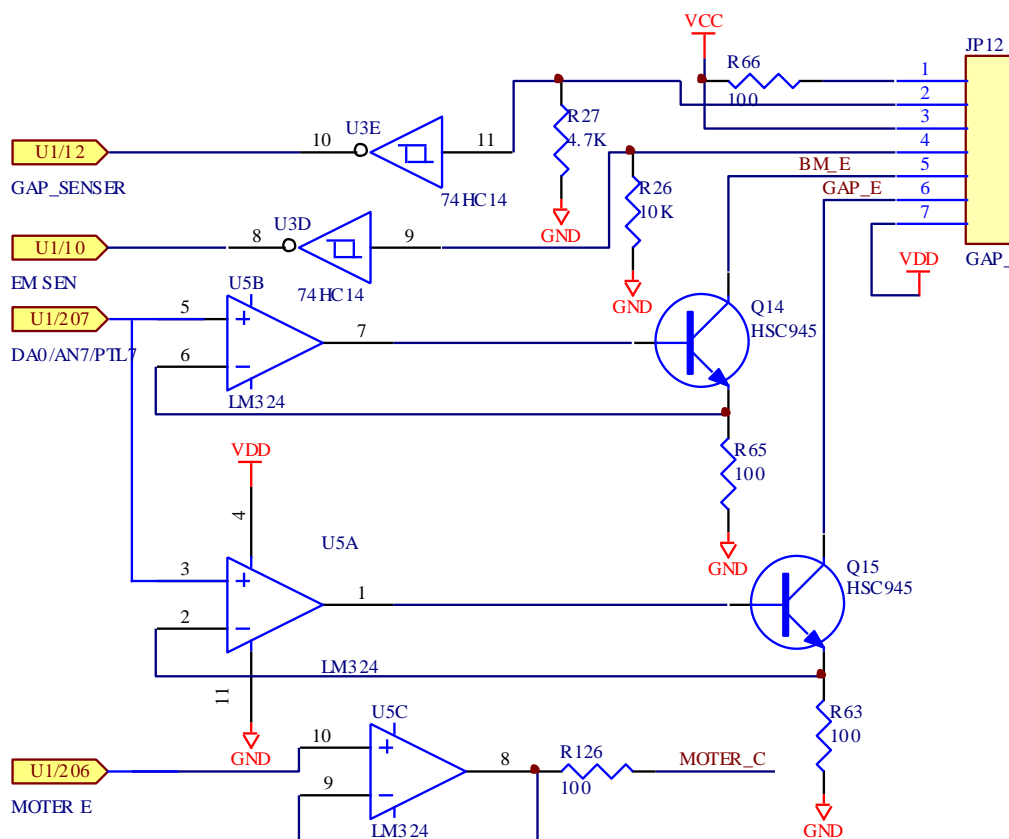 VCC
JP12
R66
100
1
2
3
4
5
6
7
R27
4.7K
U3E
10
11
74HC14
U1/12
GAP_SENSER
GND
R26
10K
GND
BM_E
GAP_E
VDD
GAP_
U3D
8
9
74HC14
U1/10
EM SEN
U5B
5
6
7
LM324
U1/207
DA0/AN7/PTL7
Q14
HSC945
R65
100
GND
VDD
4
U5A
3
2
1
LM324
11
GND
Q15
HSC945
R63
100
GND
U5C
10
9
8
LM324
U1/206
MOTER E
R126
100
MOTER_C